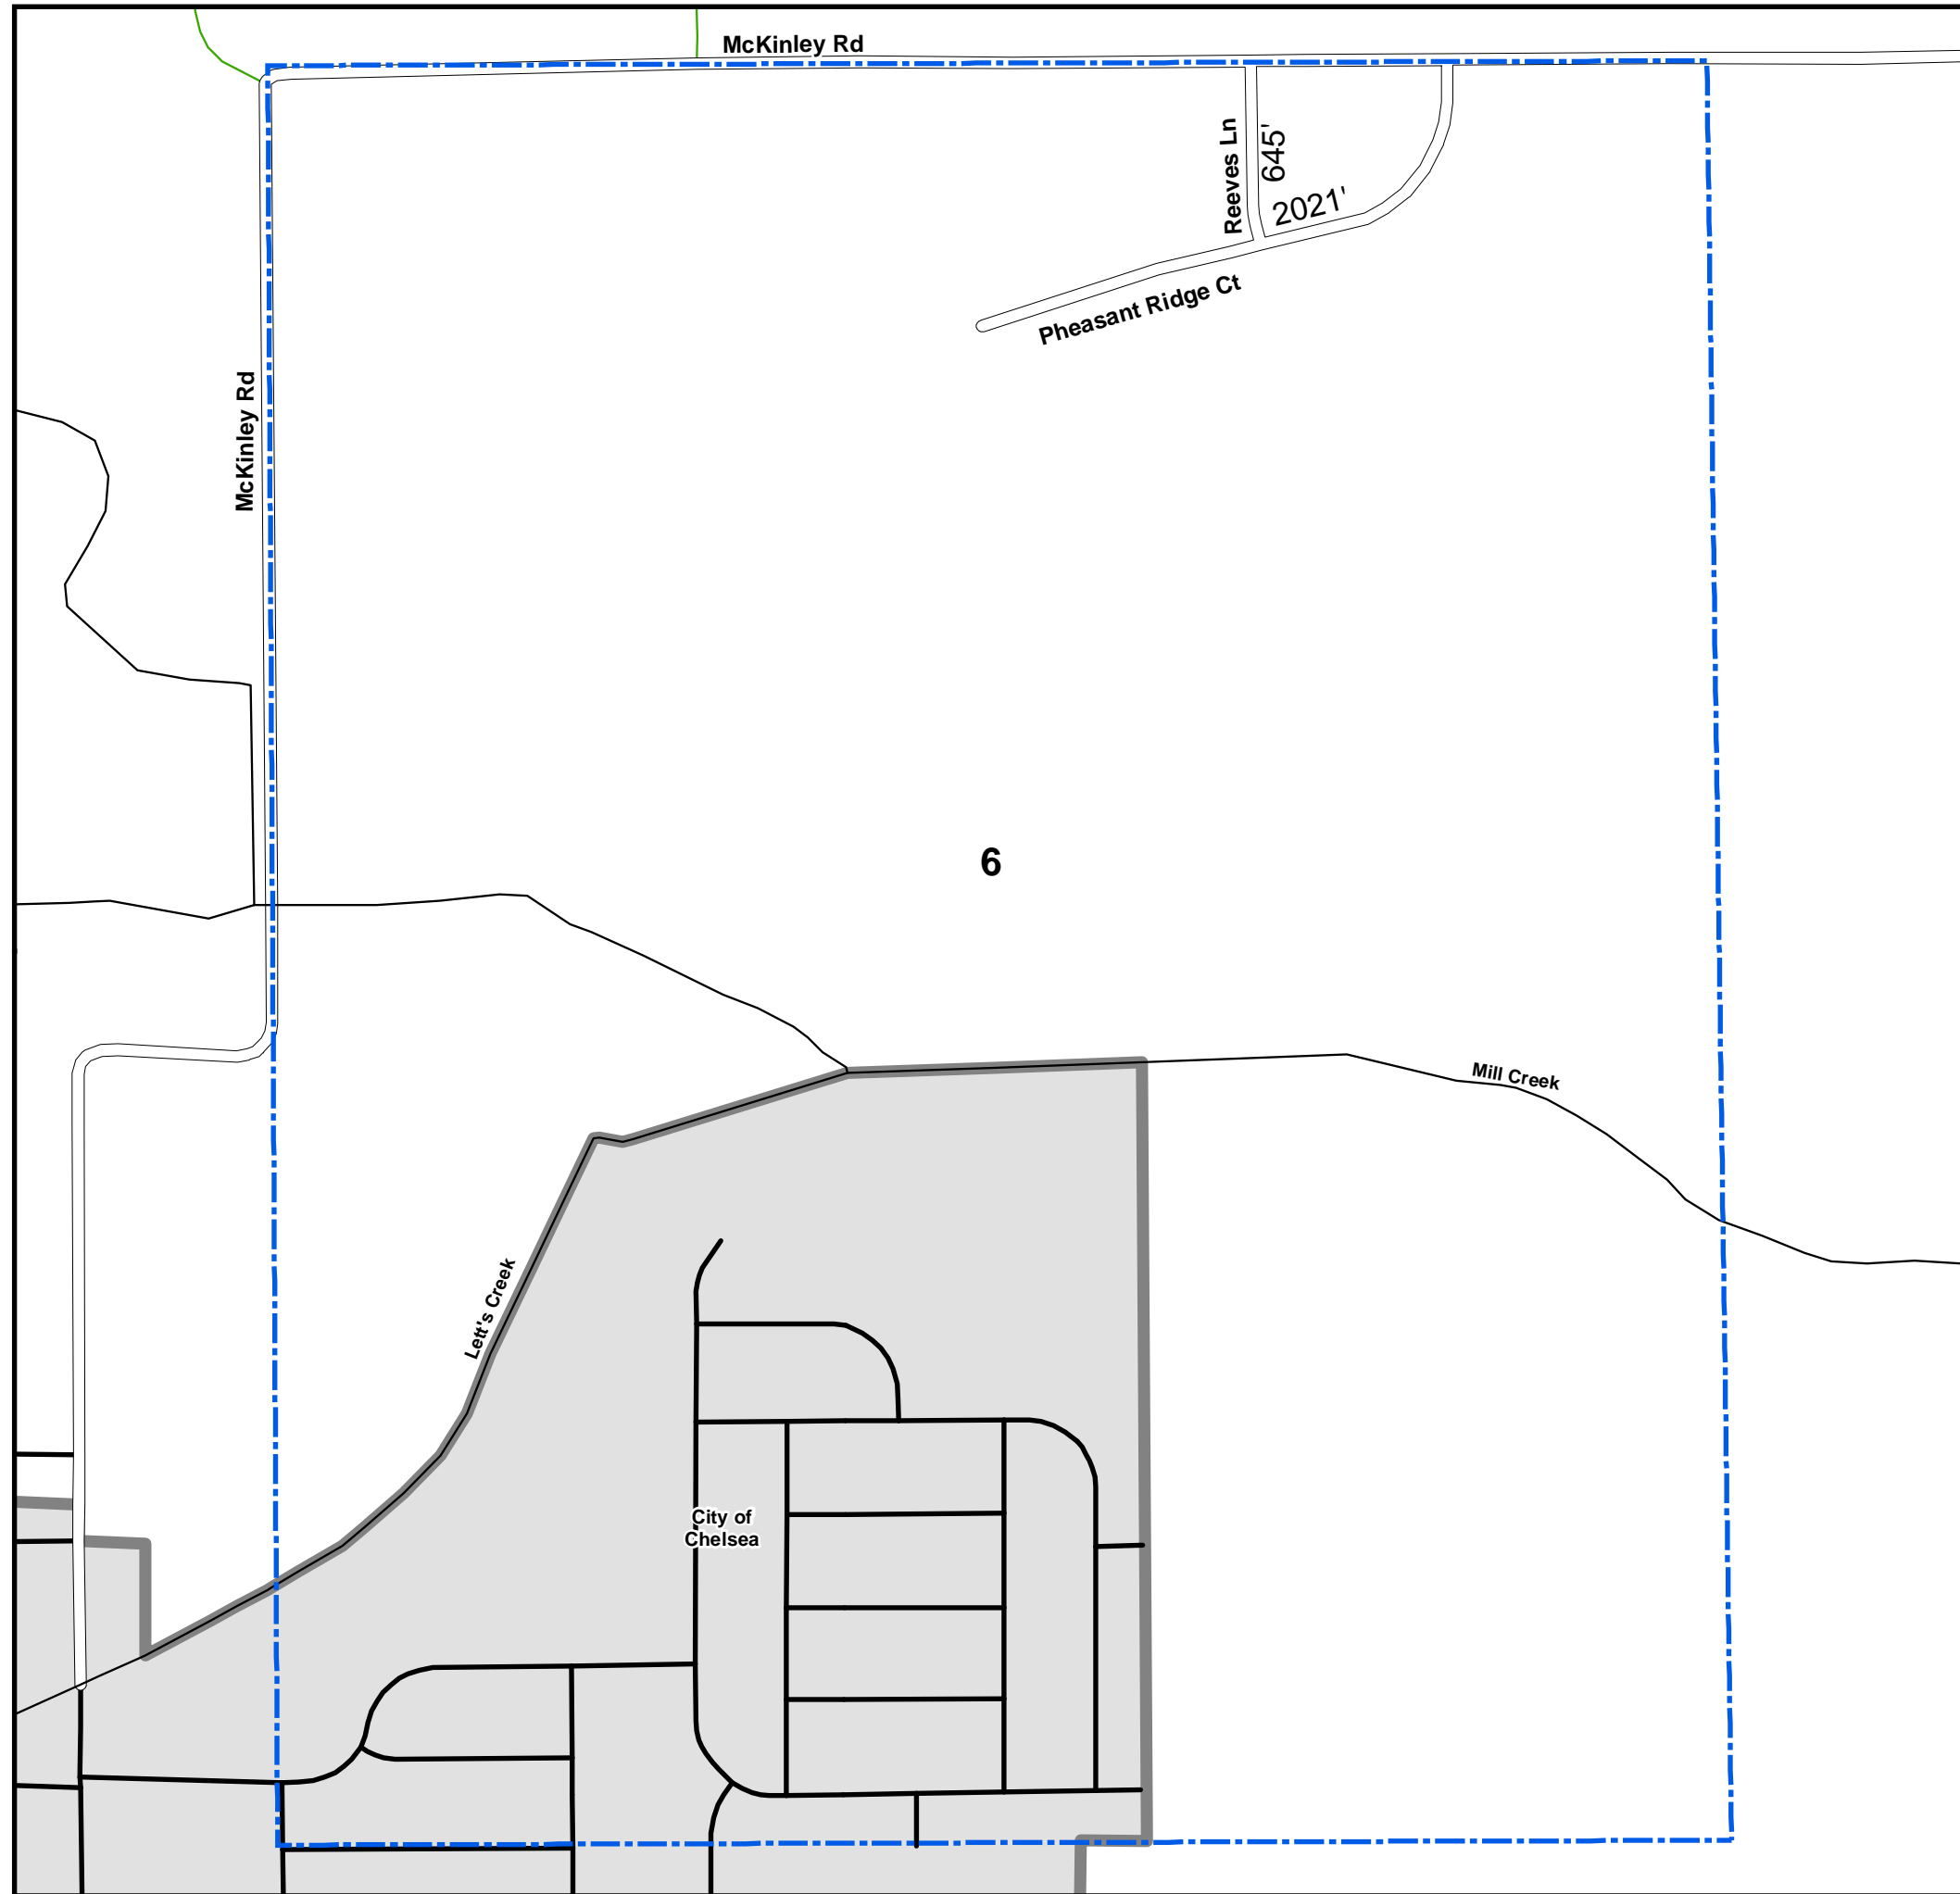 McKinley Rd
Reeves Ln
645'
2021'
Pheasant Ridge Ct
McKinley Rd
6
Mill Creek
Lett's Creek
City of
Chelsea